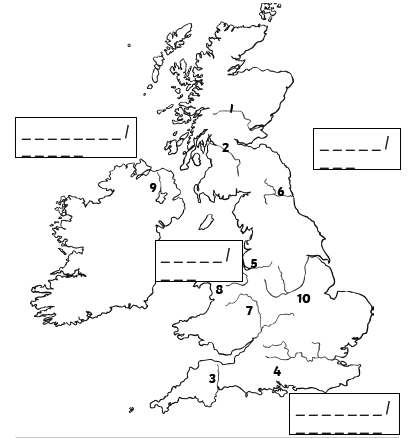 1
_ _ _ _ _ _ _ _ /
_ _ _ _ _
_ _ _ _ _ /
_ _ _
2
9
6
_ _ _ _ _ /
_ _ _
5
8
10
7
4
3
_ _ _ _ _ _ _ /
_ _ _ _ _ _ _